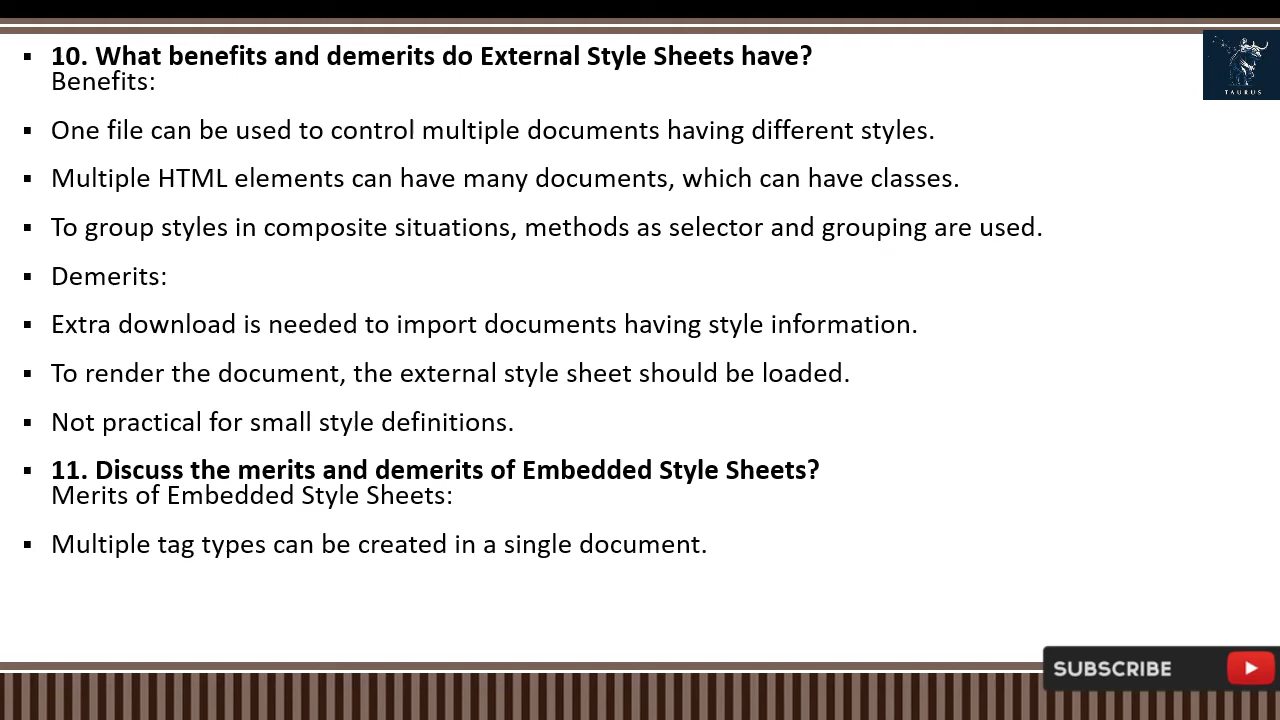 10. What benefits and demerits do External Style Sheets have?
Benefits:
One file can be used to control multiple documents having different styles.
Multiple HTML elements can have many documents, which can have classes.
To group styles in composite situations, methods as selector and grouping are used.
Demerits:
Extra download is needed to import documents having style information.
To render the document, the external style sheet should be loaded.
Not practical for small style definitions.
11. Discuss the merits and demerits of Embedded Style Sheets?
Merits of Embedded Style Sheets:
Multiple tag types can be created in a single document.
TAURUS
SUBSCRIBE